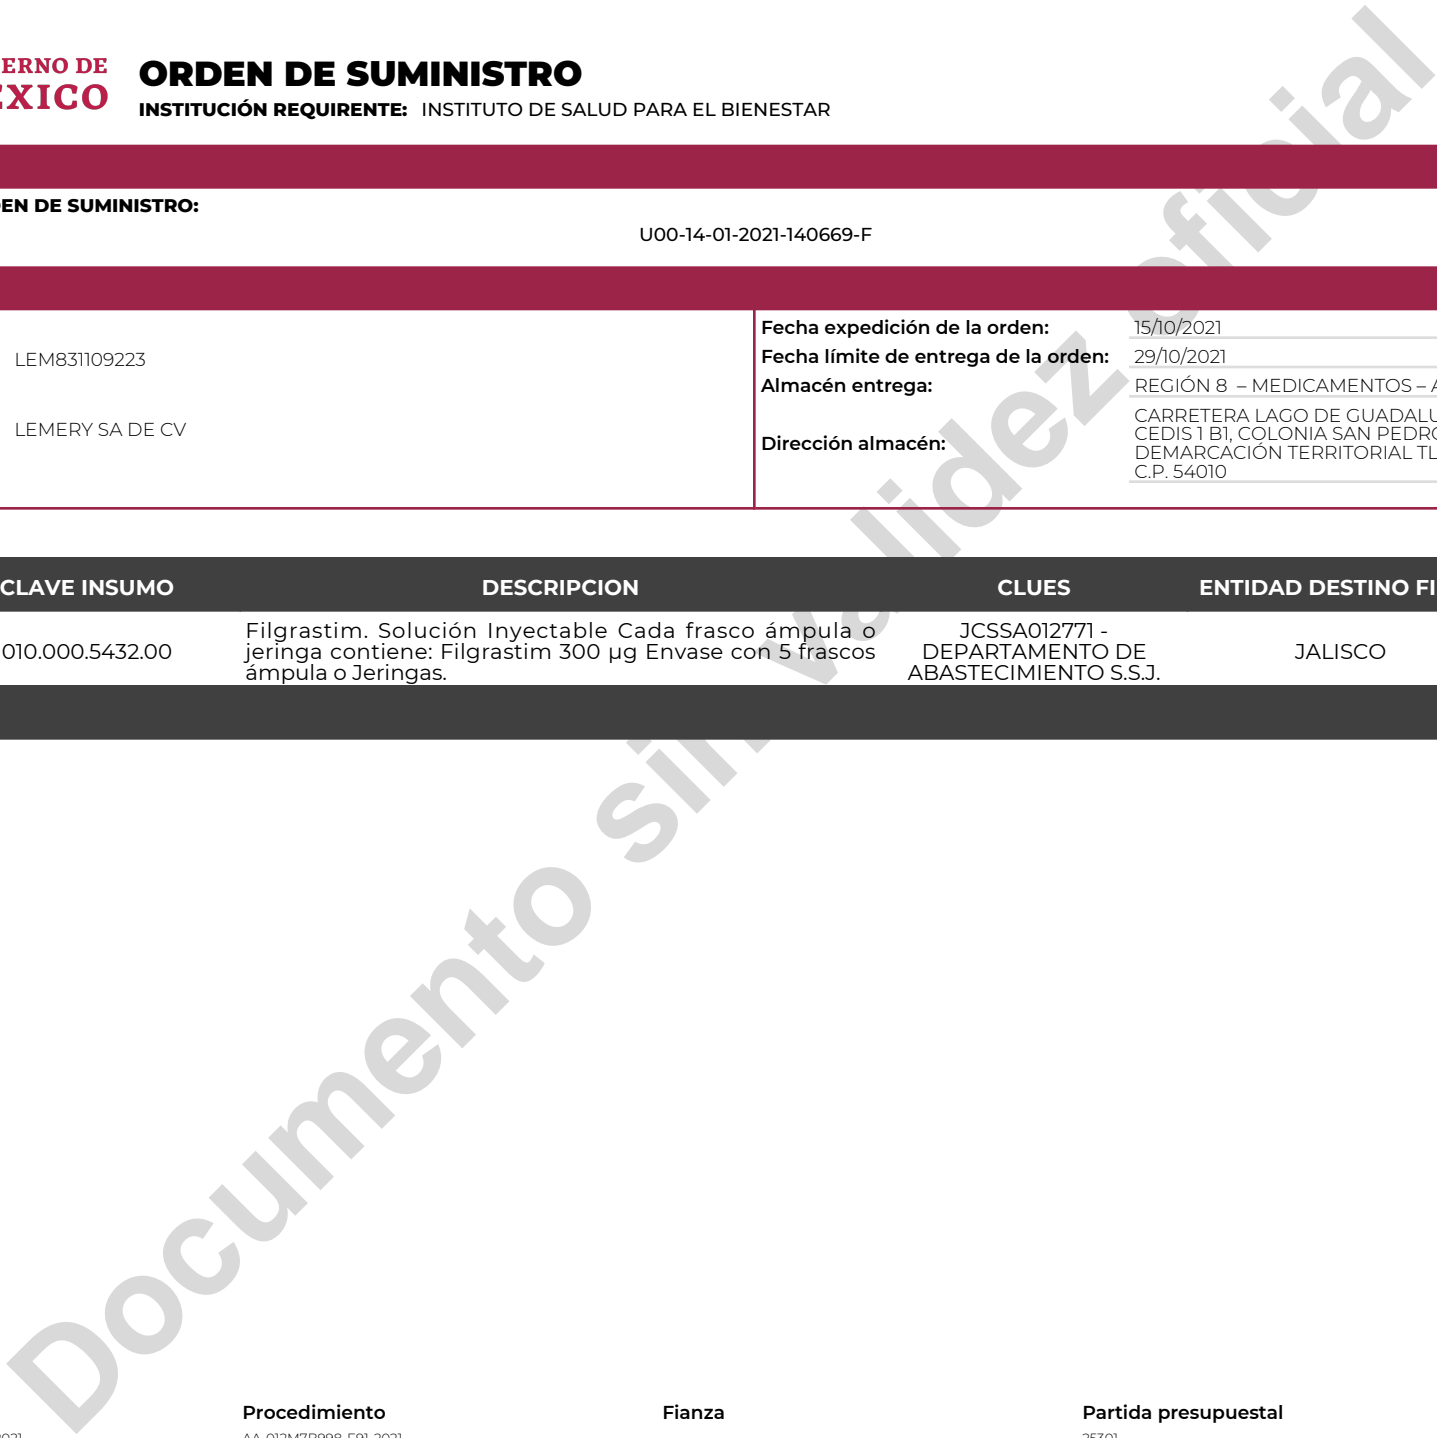 ORDEN DE SUMINISTRO
INSTITUCIÓN REQUIRENTE: INSTITUTO DE SALUD PARA EL BIENESTAR
ERNO DE
EXICO
EN DE SUMINISTRO:
U00-14-01-2021-140669-F
LEM831109223
LEMERY SA DE CV
Fecha expedición de la orden: 15/10/2021
Fecha límite de entrega de la orden: 29/10/2021
Almacén entrega: REGIÓN 8 – MEDICAMENTOS – A
Dirección almacén:
CARRETERA LAGO DE GUADALU
CEDIS 1 B1, COLONIA SAN PEDRO
DEMARCACIÓN TERRITORIAL TL
C.P. 54010
CLAVE INSUMO DESCRIPCION CLUES ENTIDAD DESTINO FI
010.000.5432.00
Filgrastim. Solución Inyectable Cada frasco ámpula o
jeringa contiene: Filgrastim 300 µg Envase con 5 frascos
ámpula o Jeringas.
JCSSA012771 -
DEPARTAMENTO DE
ABASTECIMIENTO S.S.J.
JALISCO
Documento sin validez oficial
Procedimiento Fianza Partida presupuestal